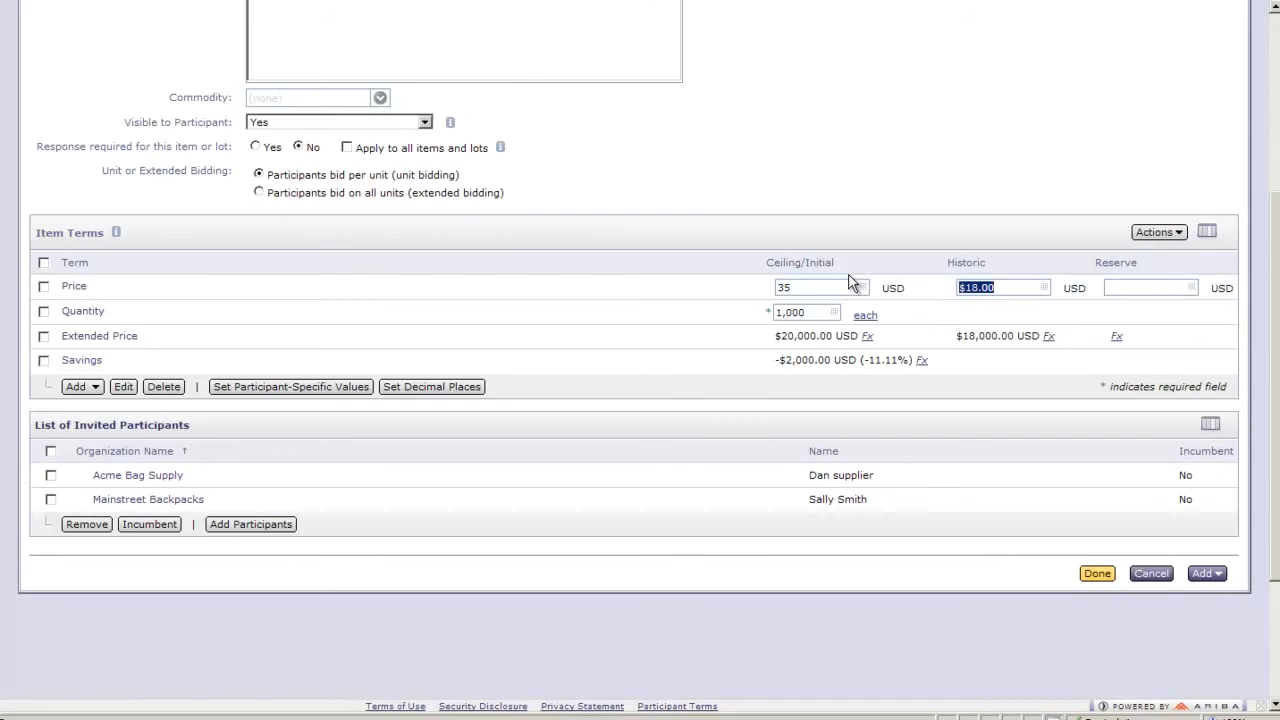 Commodity: (none)
Visible to Participant: Yes
Response required for this item or lot: Yes No Apply to all items and lots
Unit or Extended Bidding: Participants bid per unit (unit bidding)
Participants bid on all units (extended bidding)
Item Terms Actions
Term Ceiling/Initial Historic Reserve
Price 35 USD $18.00 USD USD
Quantity * 1,000 each
Extended Price $20,000.00 USD Fx $18,000.00 USD Fx Fx
Savings -$2,000.00 USD (-11.11%) Fx
Add Edit Delete | Set Participant-Specific Values Set Decimal Places * indicates required field
List of Invited Participants
Organization Name ↑ Name Incumbent
Acme Bag Supply Dan supplier No
Mainstreet Backpacks Sally Smith No
Remove Incumbent | Add Participants
Done Cancel Add
Terms of Use Security Disclosure Privacy Statement Participant Terms POWERED BY ARIBA